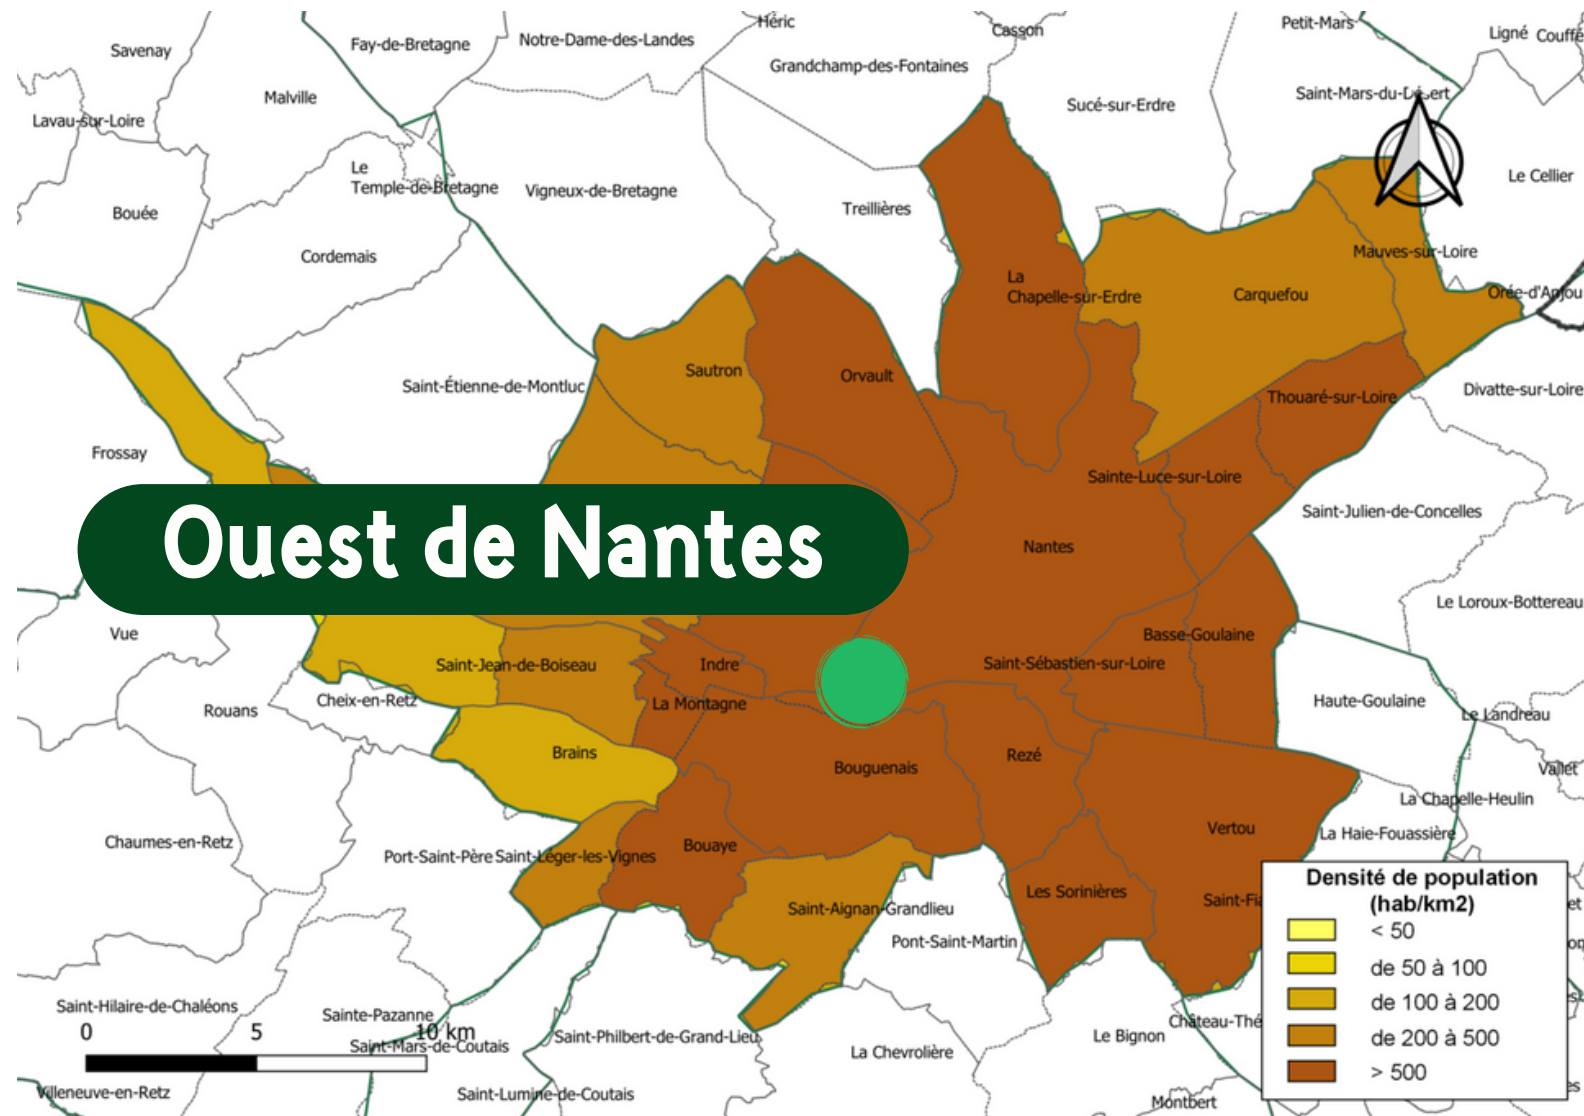 Héric
Casson
Petit-Mars
Ligné
Couffé
Savenay
Fay-de-Bretagne
Notre-Dame-des-Landes
Grandchamp-des-Fontaines
Malville
Sucé-sur-Erdre
Saint-Mars-du-Désert
Lavau-sur-Loire
Le
Temple-de-Bretagne
Vigneux-de-Bretagne
Le Cellier
Bouée
Treillières
Cordemais
Mauves-sur-Loire
La
Chapelle-sur-Erdre
Carquefou
Orée-d'Anjou
Sautron
Orvault
Saint-Étienne-de-Montluc
Thouaré-sur-Loire
Divatte-sur-Loire
Frossay
Sainte-Luce-sur-Loire
Saint-Julien-de-Concelles
Ouest de Nantes
Nantes
Le Loroux-Bottereau
Vue
Basse-Goulaine
Saint-Jean-de-Boiseau
Indre
Saint-Sébastien-sur-Loire
Cheix-en-Retz
La Montagne
Haute-Goulaine
Rouans
Le Landreau
Brains
Bouguenais
Rezé
Vallet
La Chapelle-Heulin
Chaumes-en-Retz
Port-Saint-Père
Saint-Léger-les-Vignes
Bouaye
Vertou
La Haie-Fouassière
Les Sorinières
Saint-Fia
Saint-Aignan-Grandlieu
Pont-Saint-Martin
Densité de population
(hab/km2)
< 50
de 50 à 100
de 100 à 200
de 200 à 500
> 500
Saint-Hilaire-de-Chaléons
Sainte-Pazanne
0 5 10 km
Saint-Mars-de-Coutais
Saint-Philbert-de-Grand-Lieu
La Chevrolière
Le Bignon
Château-Thé
Villeneuve-en-Retz
Saint-Lumine-de-Coutais
Montbert